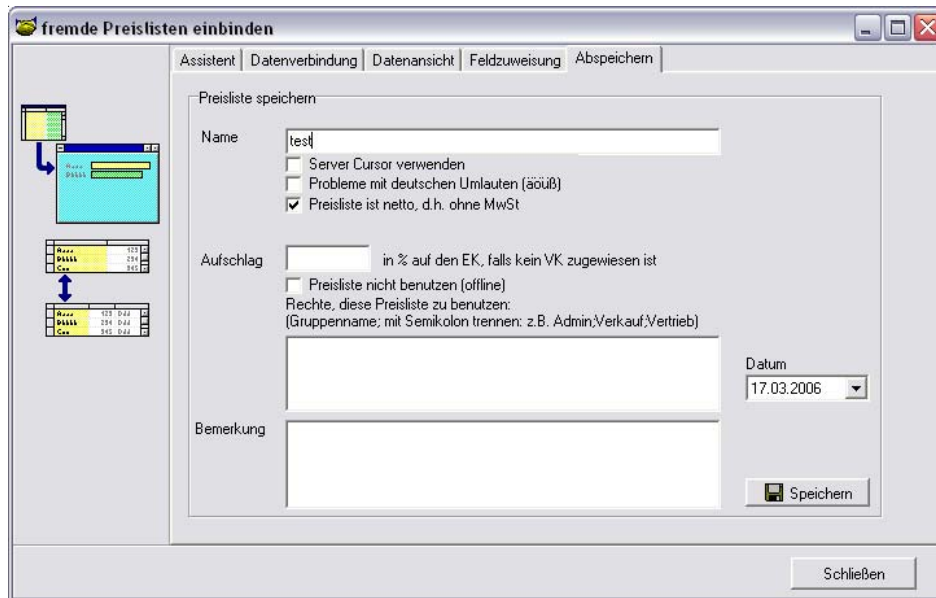 fremde Preislisten einbinden
Assistent Datenverbindung Datenansicht Feldzuweisung Abspeichern
Preisliste speichern
Name test
Server Cursor verwenden
Probleme mit deutschen Umlauten (äöüß)
Preisliste ist netto, d.h. ohne MwSt
Aufschlag in % auf den EK, falls kein VK zugewiesen ist
Preisliste nicht benutzen (offline)
Rechte, diese Preisliste zu benutzen:
(Gruppenname; mit Semikolon trennen: z.B. Admin;Verkauf;Vertrieb)
Datum
17.03.2006
Bemerkung
Speichern
Schließen